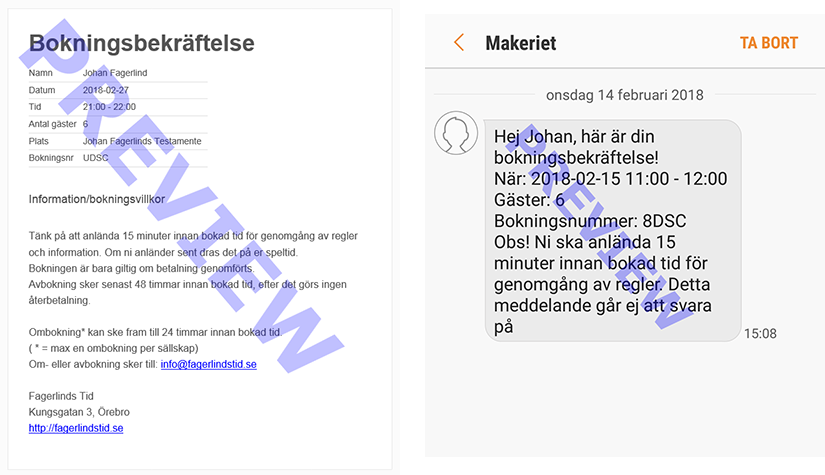 Bokningsbekräftelse
Namn Johan Fagerlind
Datum 2018-02-27
Tid 21:00 - 22:00
Antal gäster 6
Plats Johan Fagerlinds Testamente
Bokningsnr UDSC
Information/bokningsvillkor
Tänk på att anlända 15 minuter innan bokad tid för genomgång av regler
och information. Om ni anländer sent dras det på er speltid.
Bokningen är bara giltig om betalning genomförts.
Avbokning sker senast 48 timmar innan bokad tid, efter det görs ingen
återbetalning.
Ombokning* kan ske fram till 24 timmar innan bokad tid.
( * = max en ombokning per sällskap)
Om- eller avbokning sker till: info@fagerlindstid.se
Fagerlinds Tid
Kungsgatan 3, Örebro
http://fagerlindstid.se
PREVIEW
Makeriet
TA BORT
onsdag 14 februari 2018
Hej Johan, här är din
bokningsbekräftelse!
När: 2018-02-15 11:00 - 12:00
Gäster: 6
Bokningsnummer: 8DSC
Obs! Ni ska anlända 15
minuter innan bokad tid för
genomgång av regler. Detta
meddelande går ej att svara
på
15:08
PREVIEW